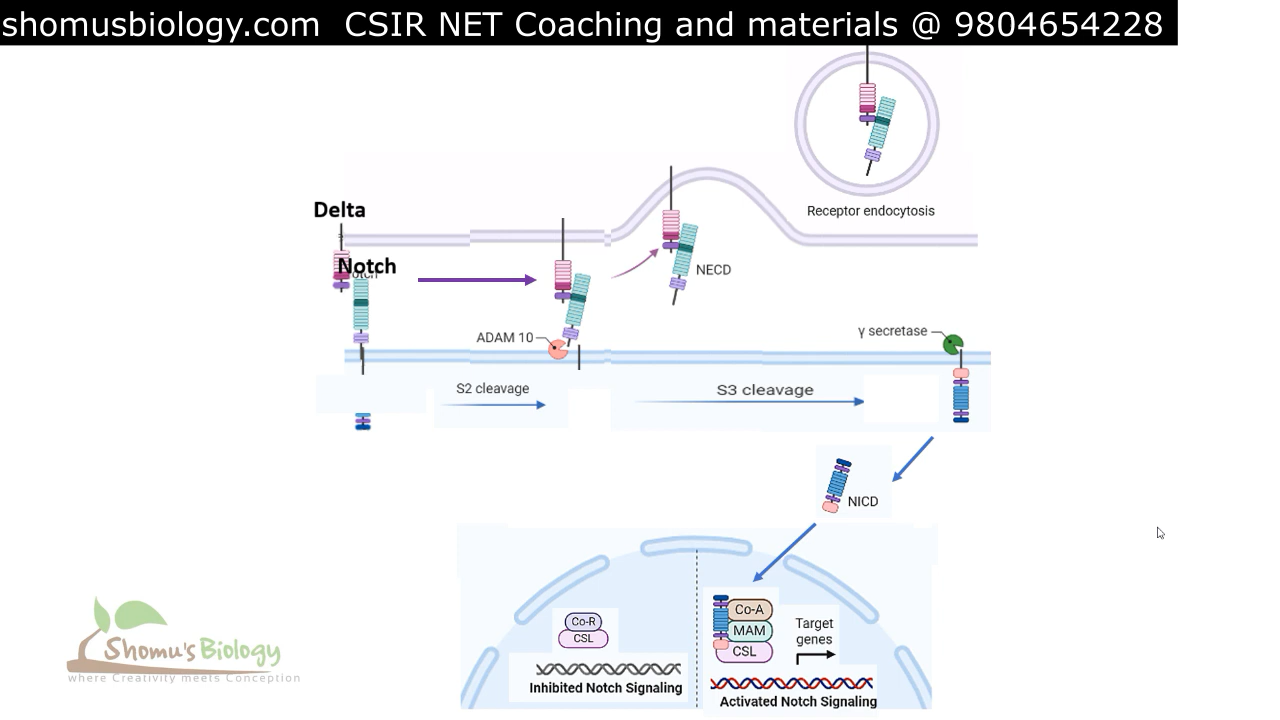 shomusbiology.com  CSIR NET Coaching and materials @ 9804654228
Receptor endocytosis
Delta
Notch
NECD
ADAM 10
γ secretase
S2 cleavage
S3 cleavage
NICD
Co-R
CSL
Inhibited Notch Signaling
Co-A
MAM
CSL
Target
genes
Activated Notch Signaling
Shomu's Biology
where Creativity meets Conception